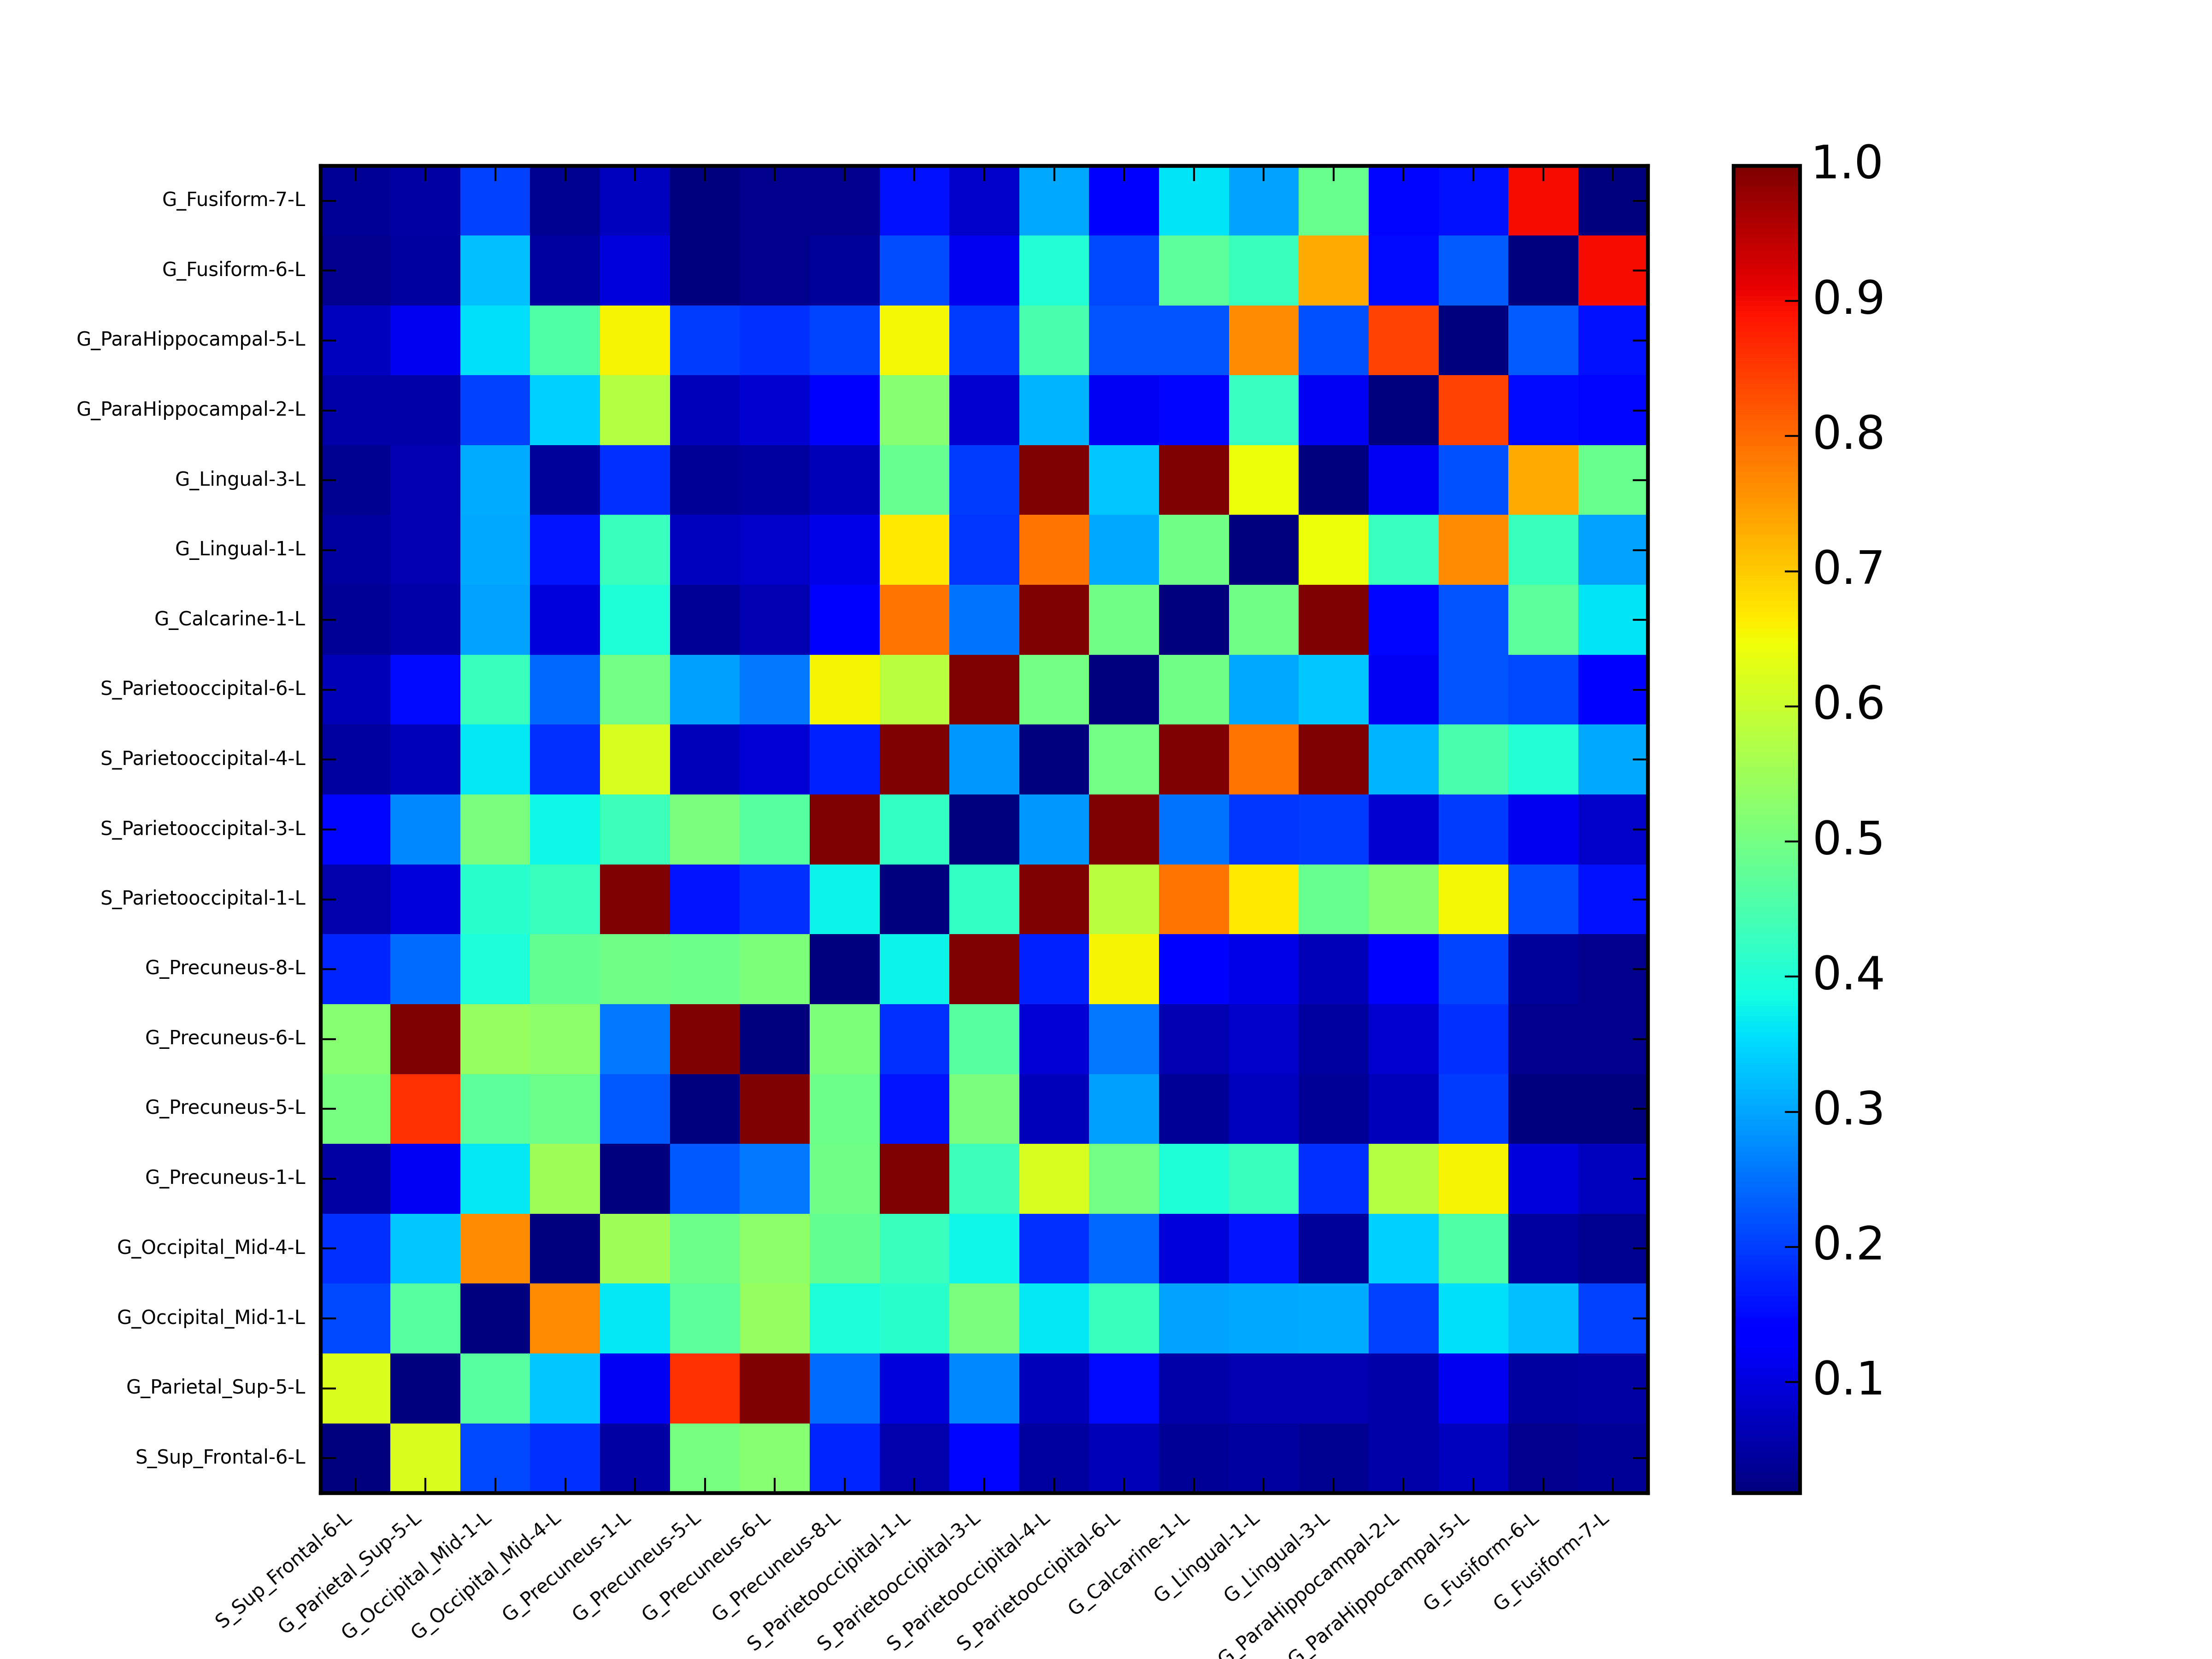 G_Fusiform-7-L
G_Fusiform-6-L
G_ParaHippocampal-5-L
G_ParaHippocampal-2-L
G_Lingual-3-L
G_Lingual-1-L
G_Calcarine-1-L
S_Parietooccipital-6-L
S_Parietooccipital-4-L
S_Parietooccipital-3-L
S_Parietooccipital-1-L
G_Precuneus-8-L
G_Precuneus-6-L
G_Precuneus-5-L
G_Precuneus-1-L
G_Occipital_Mid-4-L
G_Occipital_Mid-1-L
G_Parietal_Sup-5-L
S_Sup_Frontal-6-L
S_Sup_Frontal-6-L
G_Parietal_Sup-5-L
G_Occipital_Mid-1-L
G_Occipital_Mid-4-L
G_Precuneus-1-L
G_Precuneus-5-L
G_Precuneus-6-L
G_Precuneus-8-L
S_Parietooccipital-1-L
S_Parietooccipital-3-L
S_Parietooccipital-4-L
S_Parietooccipital-6-L
G_Calcarine-1-L
G_Lingual-1-L
G_Lingual-3-L
G_ParaHippocampal-2-L
G_ParaHippocampal-5-L
G_Fusiform-6-L
G_Fusiform-7-L
1.0
0.9
0.8
0.7
0.6
0.5
0.4
0.3
0.2
0.1